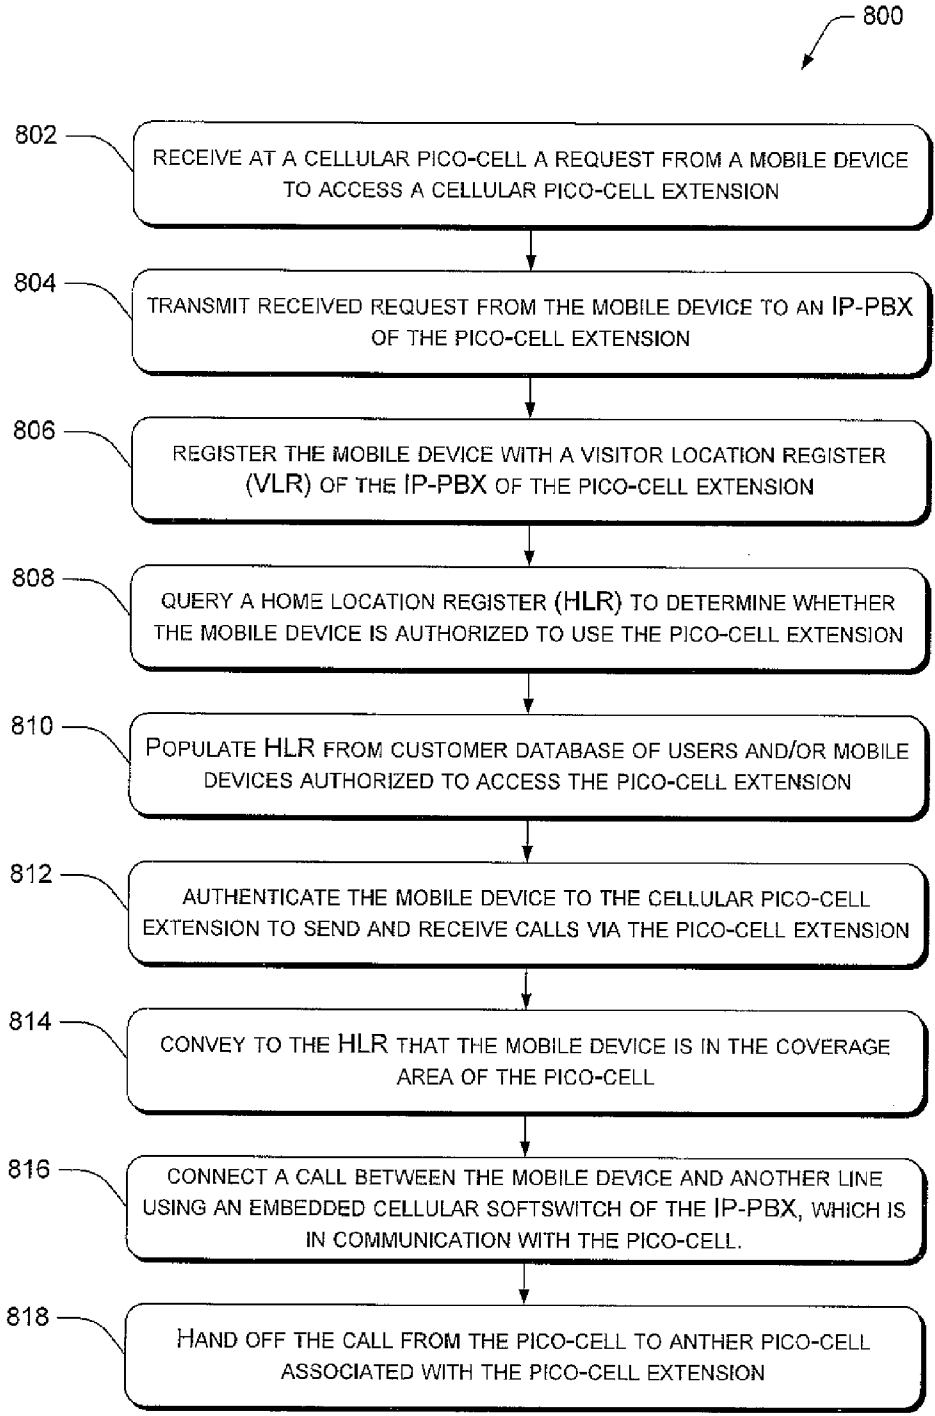 800
802
RECEIVE AT A CELLULAR PICO-CELL A REQUEST FROM A MOBILE DEVICE
TO ACCESS A CELLULAR PICO-CELL EXTENSION
804
TRANSMIT RECEIVED REQUEST FROM THE MOBILE DEVICE TO AN IP-PBX
OF THE PICO-CELL EXTENSION
806
REGISTER THE MOBILE DEVICE WITH A VISITOR LOCATION REGISTER
(VLR) OF THE IP-PBX OF THE PICO-CELL EXTENSION
808
QUERY A HOME LOCATION REGISTER (HLR) TO DETERMINE WHETHER
THE MOBILE DEVICE IS AUTHORIZED TO USE THE PICO-CELL EXTENSION
810
POPULATE HLR FROM CUSTOMER DATABASE OF USERS AND/OR MOBILE
DEVICES AUTHORIZED TO ACCESS THE PICO-CELL EXTENSION
812
AUTHENTICATE THE MOBILE DEVICE TO THE CELLULAR PICO-CELL
EXTENSION TO SEND AND RECEIVE CALLS VIA THE PICO-CELL EXTENSION
814
CONVEY TO THE HLR THAT THE MOBILE DEVICE IS IN THE COVERAGE
AREA OF THE PICO-CELL
816
CONNECT A CALL BETWEEN THE MOBILE DEVICE AND ANOTHER LINE
USING AN EMBEDDED CELLULAR SOFTSWITCH OF THE IP-PBX, WHICH IS
IN COMMUNICATION WITH THE PICO-CELL.
818
HAND OFF THE CALL FROM THE PICO-CELL TO ANTHER PICO-CELL
ASSOCIATED WITH THE PICO-CELL EXTENSION